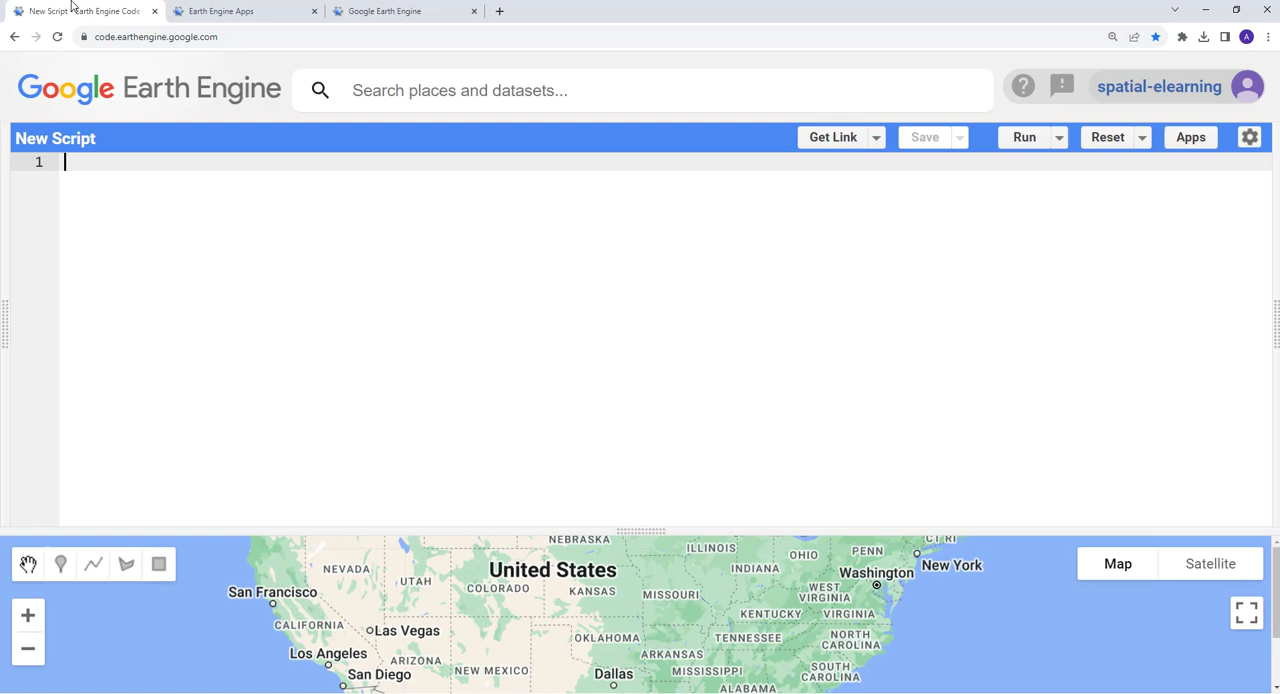 New Script - Earth Engine Code
Earth Engine Apps
Google Earth Engine
code.earthengine.google.com
A
Google Earth Engine
Search places and datasets...
spatial-elearning
New Script
Get Link
Save
Run
Reset
Apps
1
NEBRASKA
ILLINOIS
OHIO
PENN
CT RI
NEVADA
UTAH
United States
INDIANA
Washington
New York
Map
Satellite
San Francisco
COLORADO
KANSAS
MISSOURI
WEST
VIRGINIA
KENTUCKY
VIRGINIA
CALIFORNIA
Las Vegas
OKLAHOMA
TENNESSEE
NORTH
CAROLINA
Los Angeles
ARIZONA
NEW MEXICO
ARKANSAS
MISSISSIPPI
SOUTH
CAROLINA
San Diego
Dallas
ALABAMA